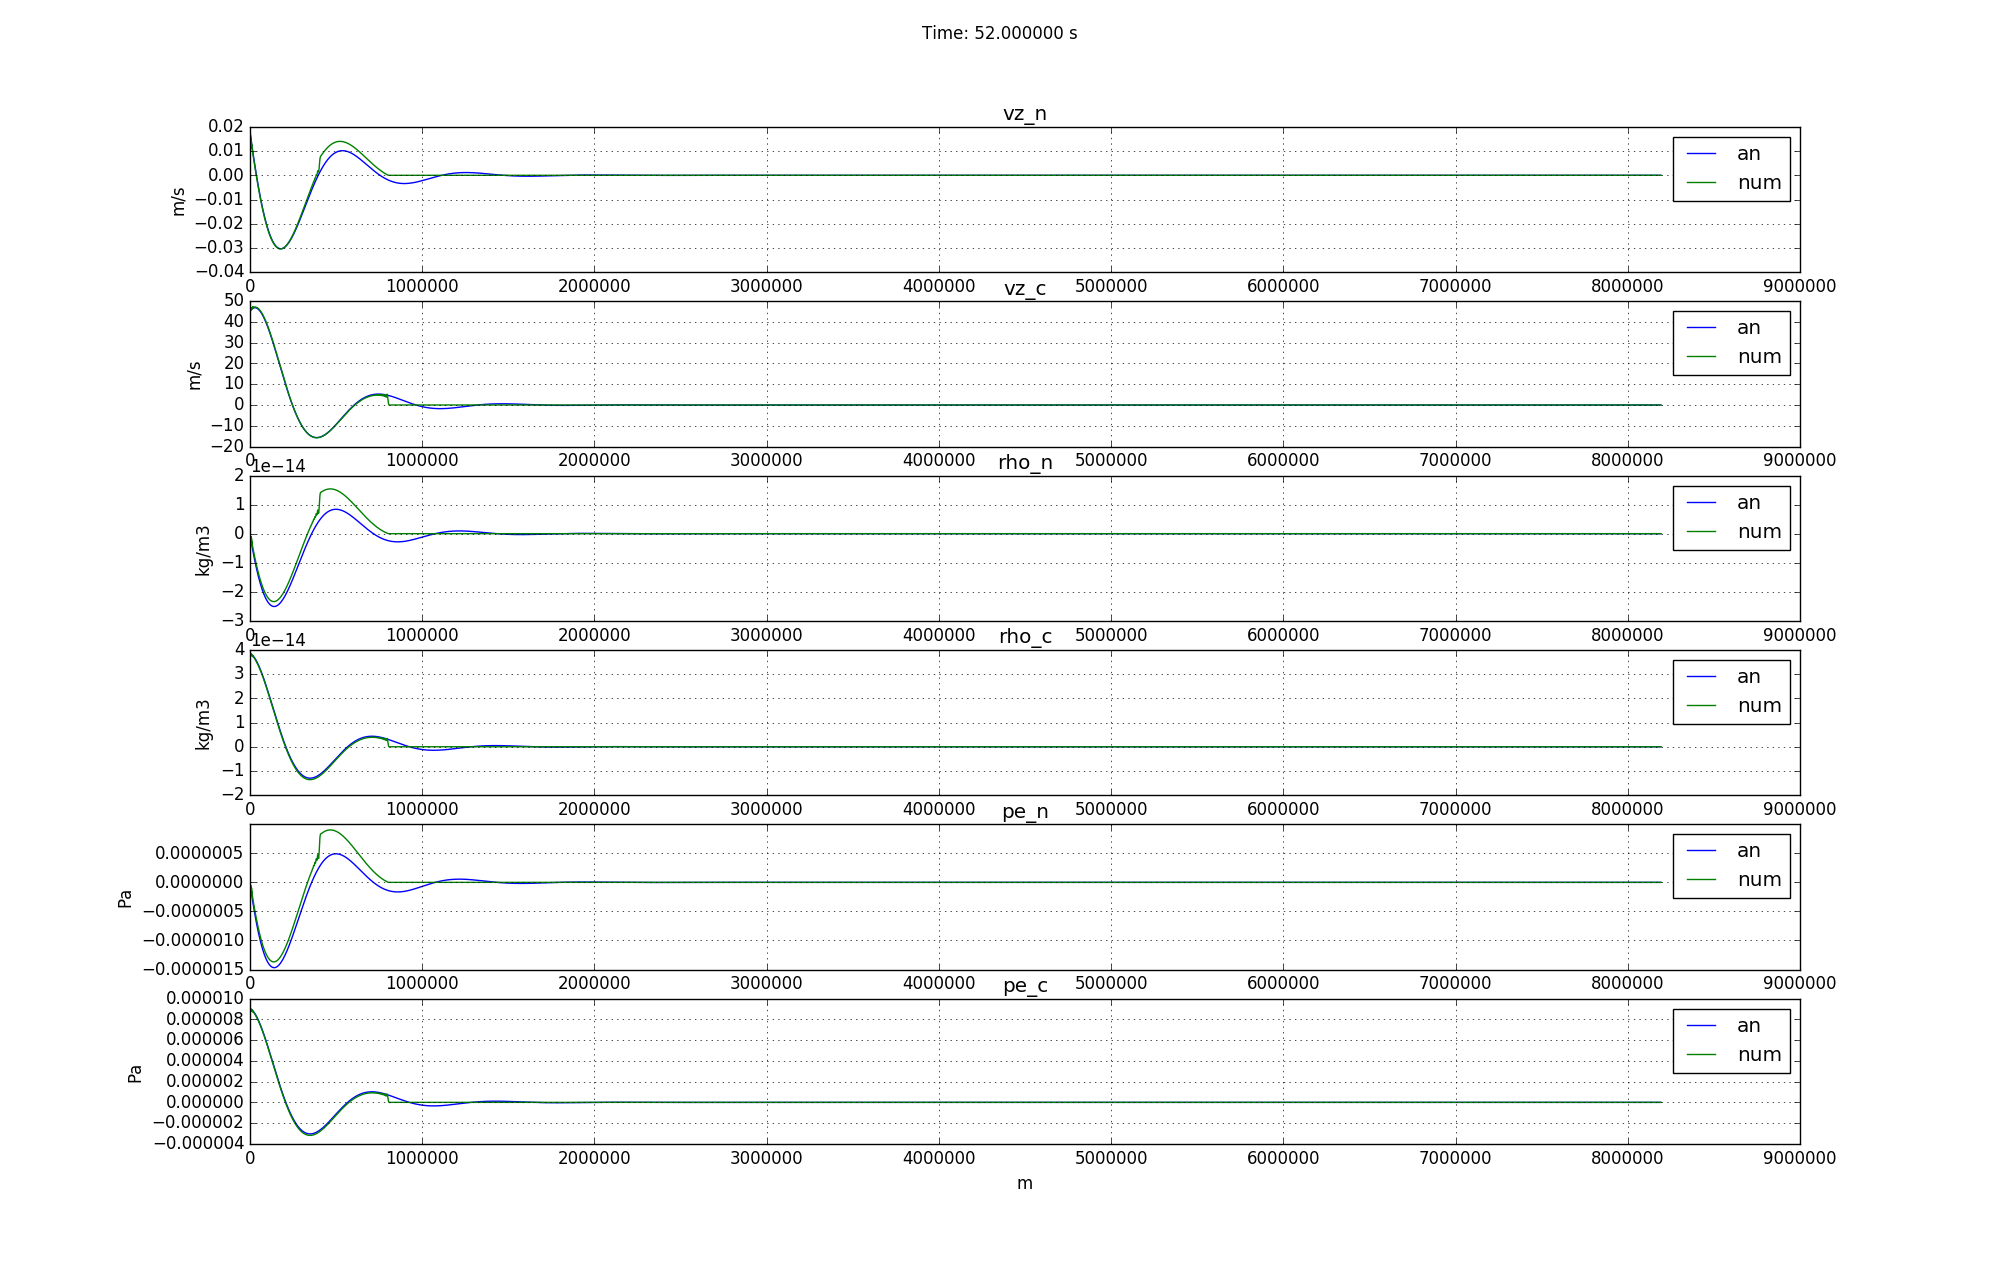 Time: 52.000000 s
vz_n
0.02
0.01
0.00
−0.01
−0.02
−0.03
−0.04
m/s
an
num
0 1000000 2000000 3000000 4000000 5000000 6000000 7000000 8000000 9000000
vz_c
50
40
30
20
10
0
−10
−20
m/s
an
num
0 1000000 2000000 3000000 4000000 5000000 6000000 7000000 8000000 9000000
1e−14
rho_n
2
1
0
−1
−2
−3
kg/m3
an
num
0 1000000 2000000 3000000 4000000 5000000 6000000 7000000 8000000 9000000
1e−14
rho_c
4
3
2
1
0
−1
−2
kg/m3
an
num
0 1000000 2000000 3000000 4000000 5000000 6000000 7000000 8000000 9000000
pe_n
0.0000005
0.0000000
−0.0000005
−0.0000010
−0.0000015
Pa
an
num
0 1000000 2000000 3000000 4000000 5000000 6000000 7000000 8000000 9000000
pe_c
0.000010
0.000008
0.000006
0.000004
0.000002
0.000000
−0.000002
−0.000004
Pa
an
num
0 1000000 2000000 3000000 4000000 5000000 6000000 7000000 8000000 9000000
m